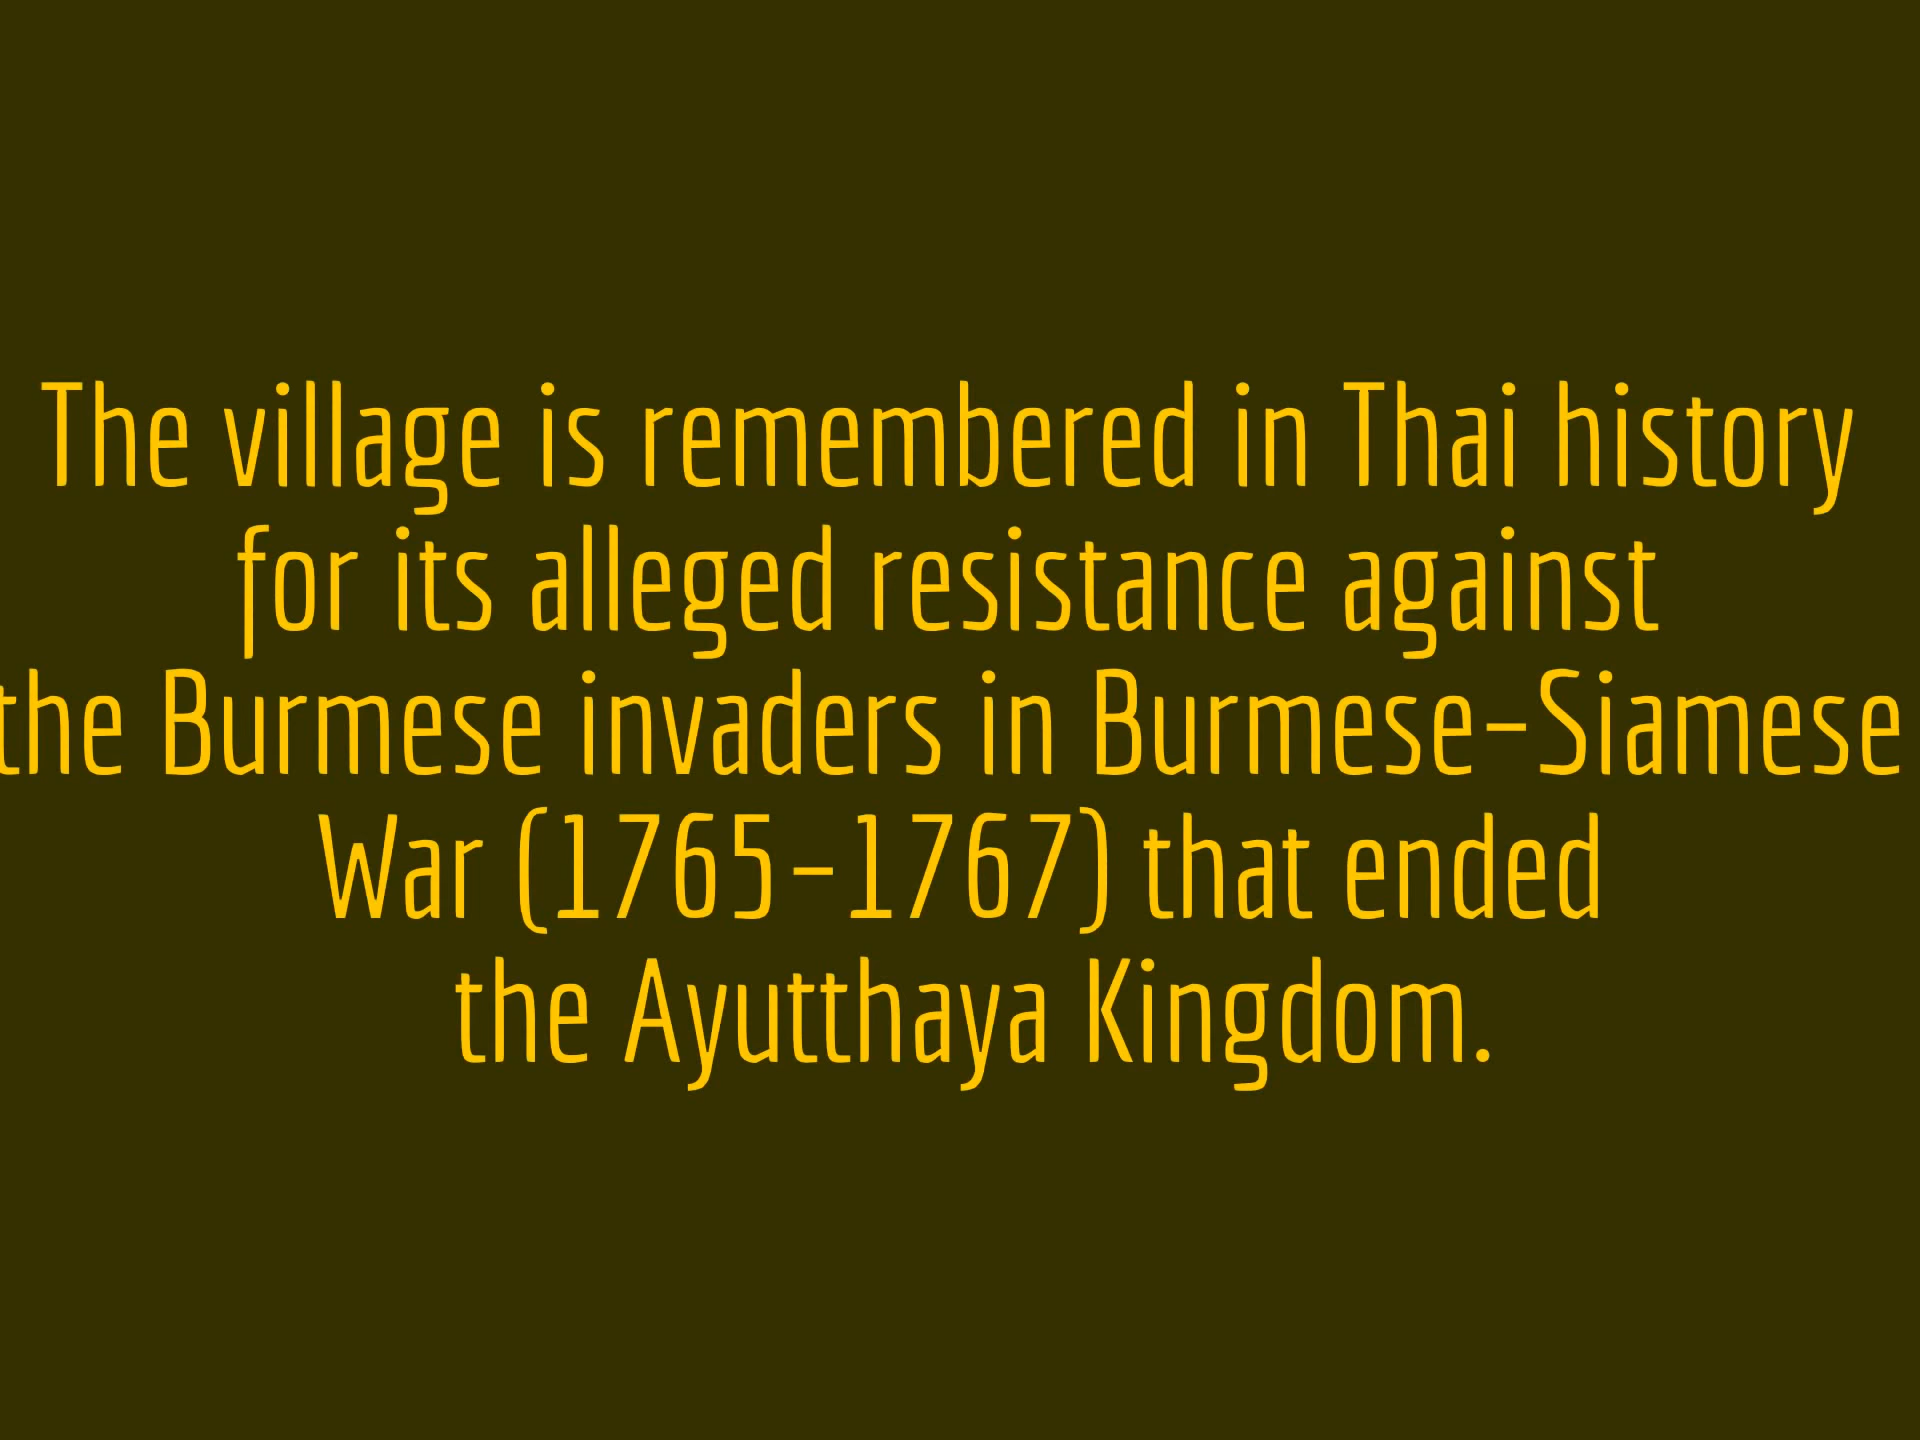 The village is remembered in Thai history
for its alleged resistance against
the Burmese invaders in Burmese–Siamese
War (1765–1767) that ended
the Ayutthaya Kingdom.